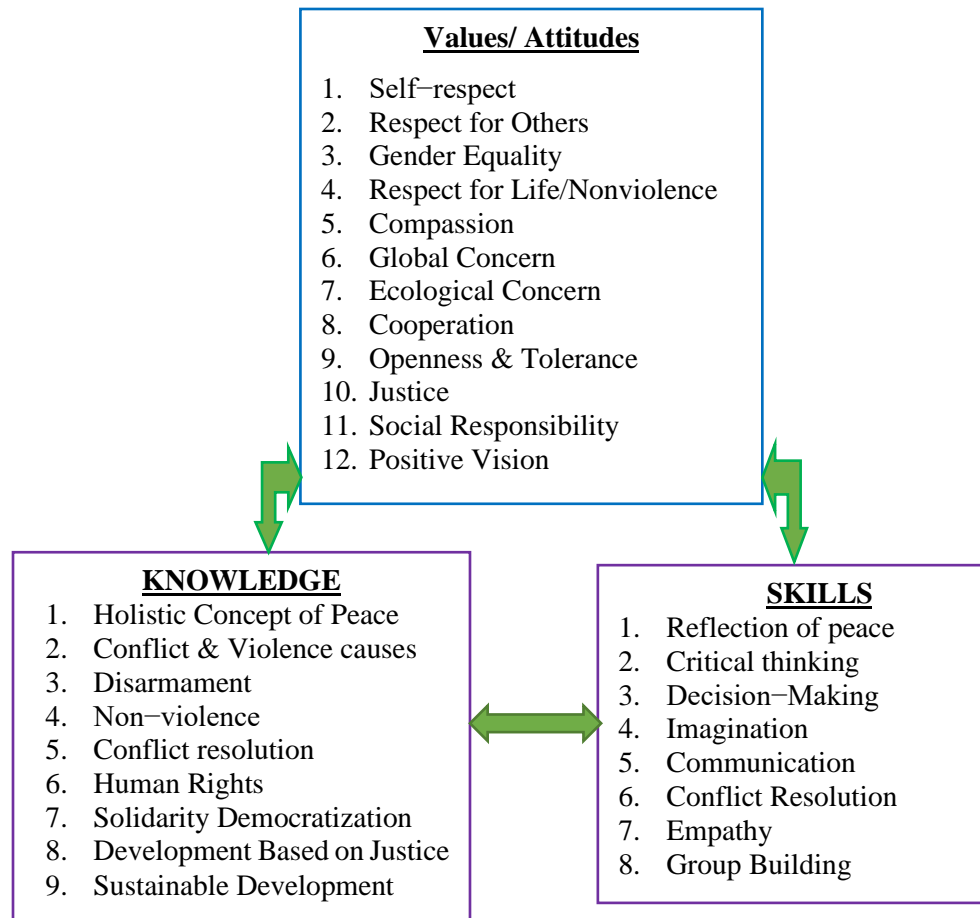 Values/ Attitudes
1. Self−respect
2. Respect for Others
3. Gender Equality
4. Respect for Life/Nonviolence
5. Compassion
6. Global Concern
7. Ecological Concern
8. Cooperation
9. Openness & Tolerance
10. Justice
11. Social Responsibility
12. Positive Vision
KNOWLEDGE
1. Holistic Concept of Peace
2. Conflict & Violence causes
3. Disarmament
4. Non−violence
5. Conflict resolution
6. Human Rights
7. Solidarity Democratization
8. Development Based on Justice
9. Sustainable Development
SKILLS
1. Reflection of peace
2. Critical thinking
3. Decision−Making
4. Imagination
5. Communication
6. Conflict Resolution
7. Empathy
8. Group Building